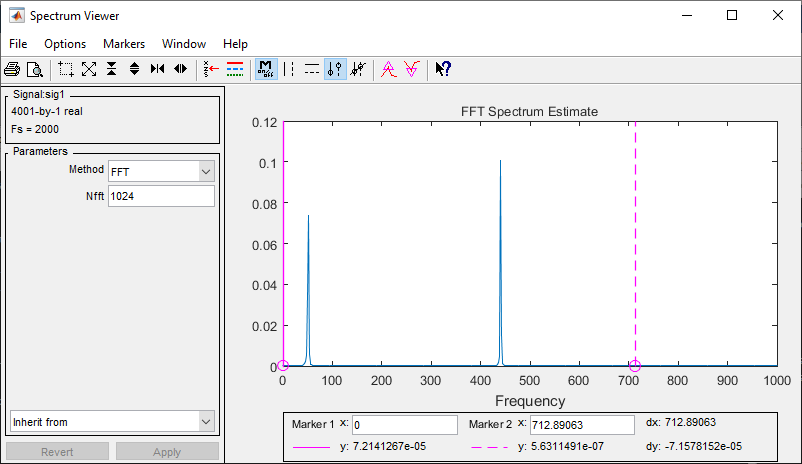 Spectrum Viewer
File Options Markers Window Help
M
on/off
Signal:sig1
4001-by-1 real
Fs = 2000
Parameters
Method FFT
Nfft 1024
Inherit from
Revert Apply
FFT Spectrum Estimate
0.12
0.1
0.08
0.06
0.04
0.02
0
0 100 200 300 400 500 600 700 800 900 1000
Frequency
Marker 1 x: 0 Marker 2 x: 712.89063 dx: 712.89063
y: 7.2141267e-05 y: 5.6311491e-07 dy: -7.1578152e-05